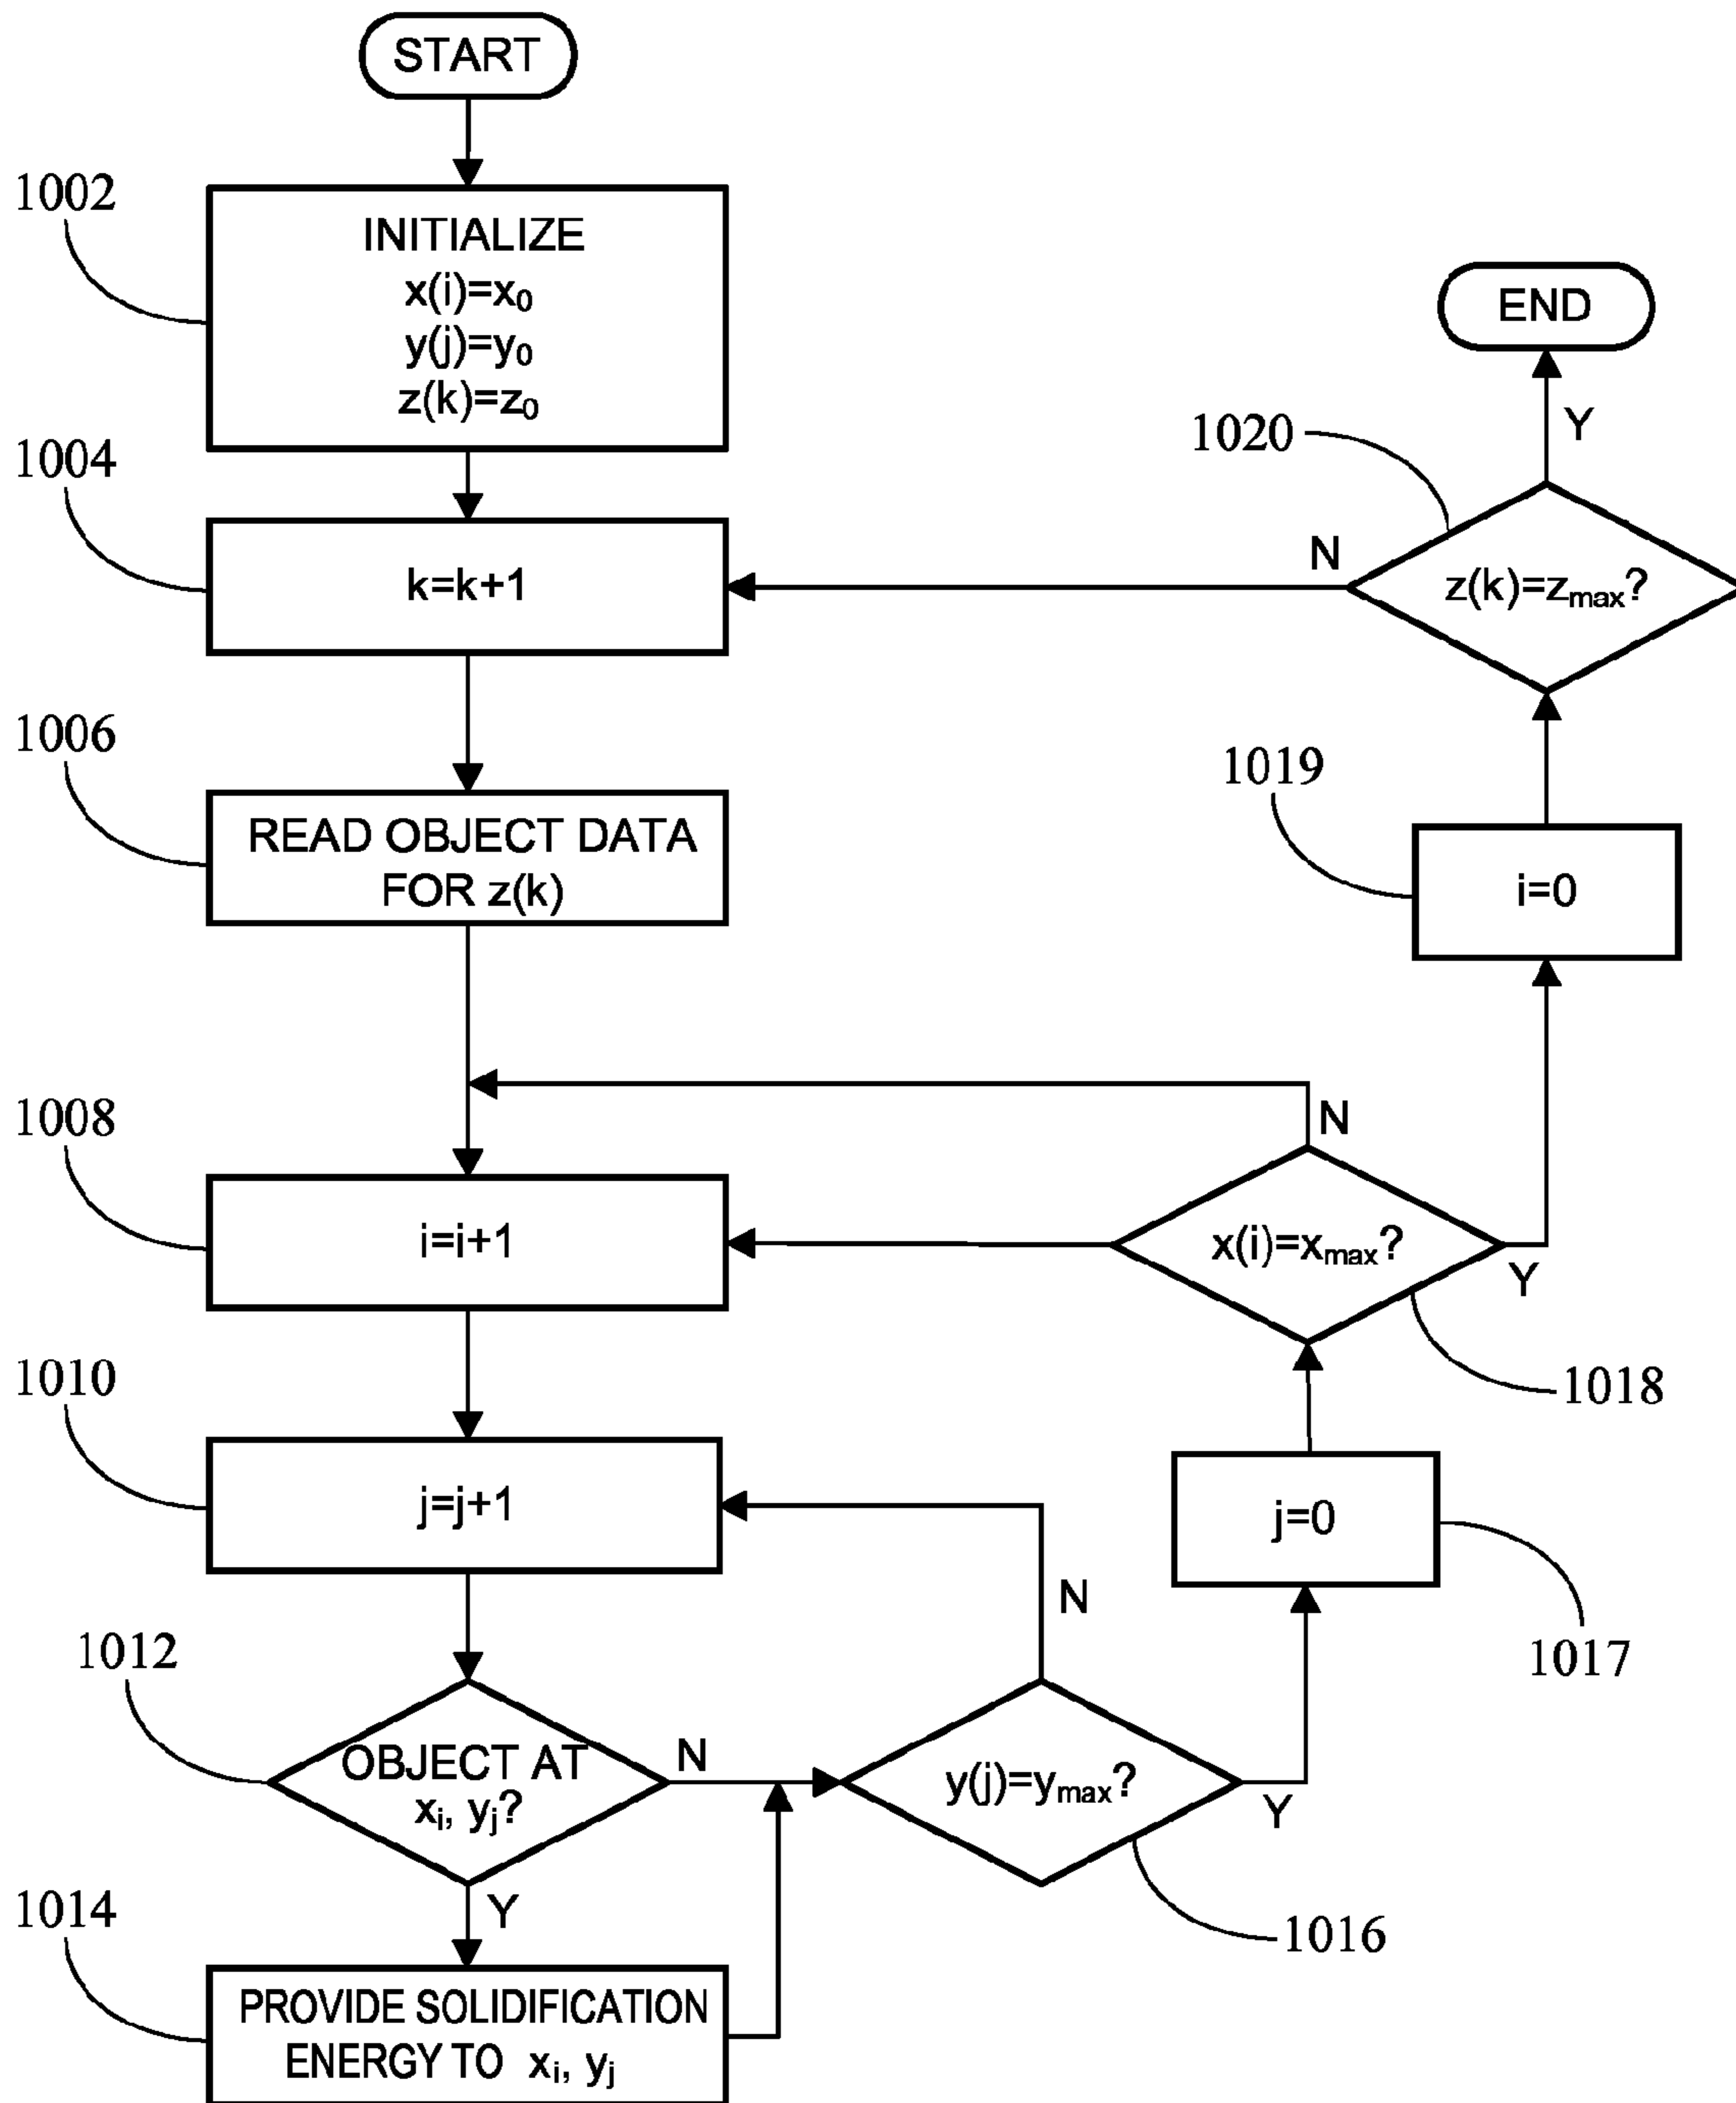 START
1002
INITIALIZE
x(i)=x₀
y(j)=y₀
z(k)=z₀
END
1004
1020
Y
k=k+1
N
z(k)=zₘₐₓ?
1006
READ OBJECT DATA
FOR z(k)
1019
i=0
1008
N
i=i+1
x(i)=xₘₐₓ?
Y
1018
1010
j=j+1
j=0
N
1017
1012
OBJECT AT
xᵢ, yⱼ?
N
y(j)=yₘₐₓ?
Y
1014
Y
1016
PROVIDE SOLIDIFICATION
ENERGY TO xᵢ, yⱼ